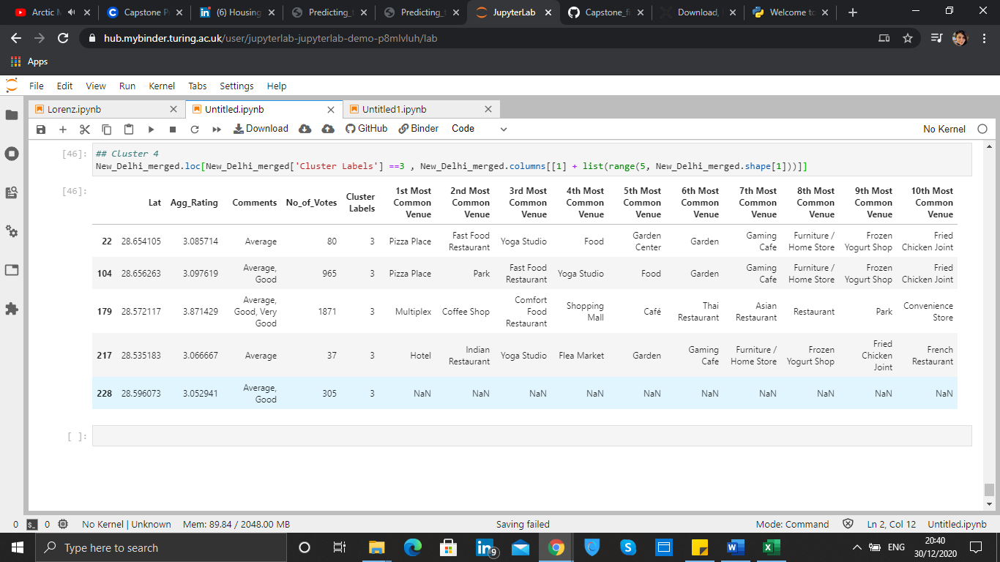 Arctic M
Capstone P
(6) Housing
Predicting_
Predicting_
JupyterLab
Capstone_f
Download,
Welcome to
hub.mybinder.turing.ac.uk/user/jupyterlab-jupyterlab-demo-p8mlvluh/lab
Apps
File Edit View Run Kernel Tabs Settings Help
Lorenz.ipynb
Untitled.ipynb
Untitled1.ipynb
Download GitHub Binder Code No Kernel
[46]: ## Cluster 4
New_Delhi_merged.loc[New_Delhi_merged['Cluster Labels'] ==3 , New_Delhi_merged.columns[[1] + list(range(5, New_Delhi_merged.shape[1]))]]
[46]:
Lat Agg_Rating Comments No_of_Votes Cluster Labels 1st Most Common Venue 2nd Most Common Venue 3rd Most Common Venue 4th Most Common Venue 5th Most Common Venue 6th Most Common Venue 7th Most Common Venue 8th Most Common Venue 9th Most Common Venue 10th Most Common Venue
22 28.654105 3.085714 Average 80 3 Pizza Place Fast Food Restaurant Yoga Studio Food Garden Center Garden Gaming Cafe Furniture / Home Store Frozen Yogurt Shop Fried Chicken Joint
104 28.656263 3.097619 Average, Good 965 3 Pizza Place Park Fast Food Restaurant Yoga Studio Food Garden Gaming Cafe Furniture / Home Store Frozen Yogurt Shop Fried Chicken Joint
179 28.572117 3.871429 Average, Good, Very Good 1871 3 Multiplex Coffee Shop Comfort Food Restaurant Shopping Mall Café Thai Restaurant Asian Restaurant Restaurant Park Convenience Store
217 28.535183 3.066667 Average 37 3 Hotel Indian Restaurant Yoga Studio Flea Market Garden Gaming Cafe Furniture / Home Store Frozen Yogurt Shop Fried Chicken Joint French Restaurant
228 28.596073 3.052941 Average, Good 305 3 NaN NaN NaN NaN NaN NaN NaN NaN NaN NaN
[ ]:
0 $_ 0 No Kernel | Unknown Mem: 89.84 / 2048.00 MB Saving failed Mode: Command Ln 2, Col 12 Untitled.ipynb
Type here to search
9
ENG
20:40
30/12/2020